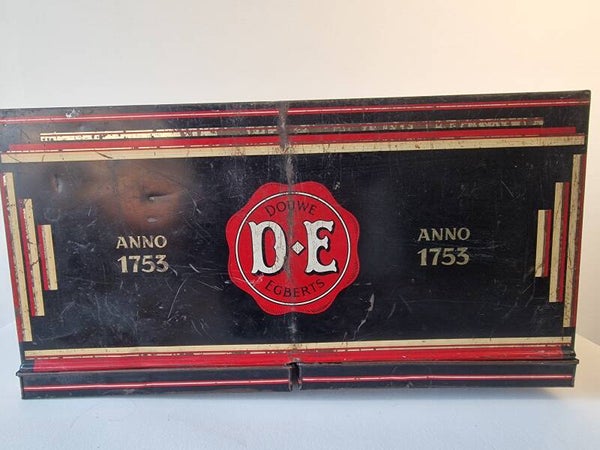 ANNO
1753
DOUWE
D·E
EGBERTS
ANNO
1753